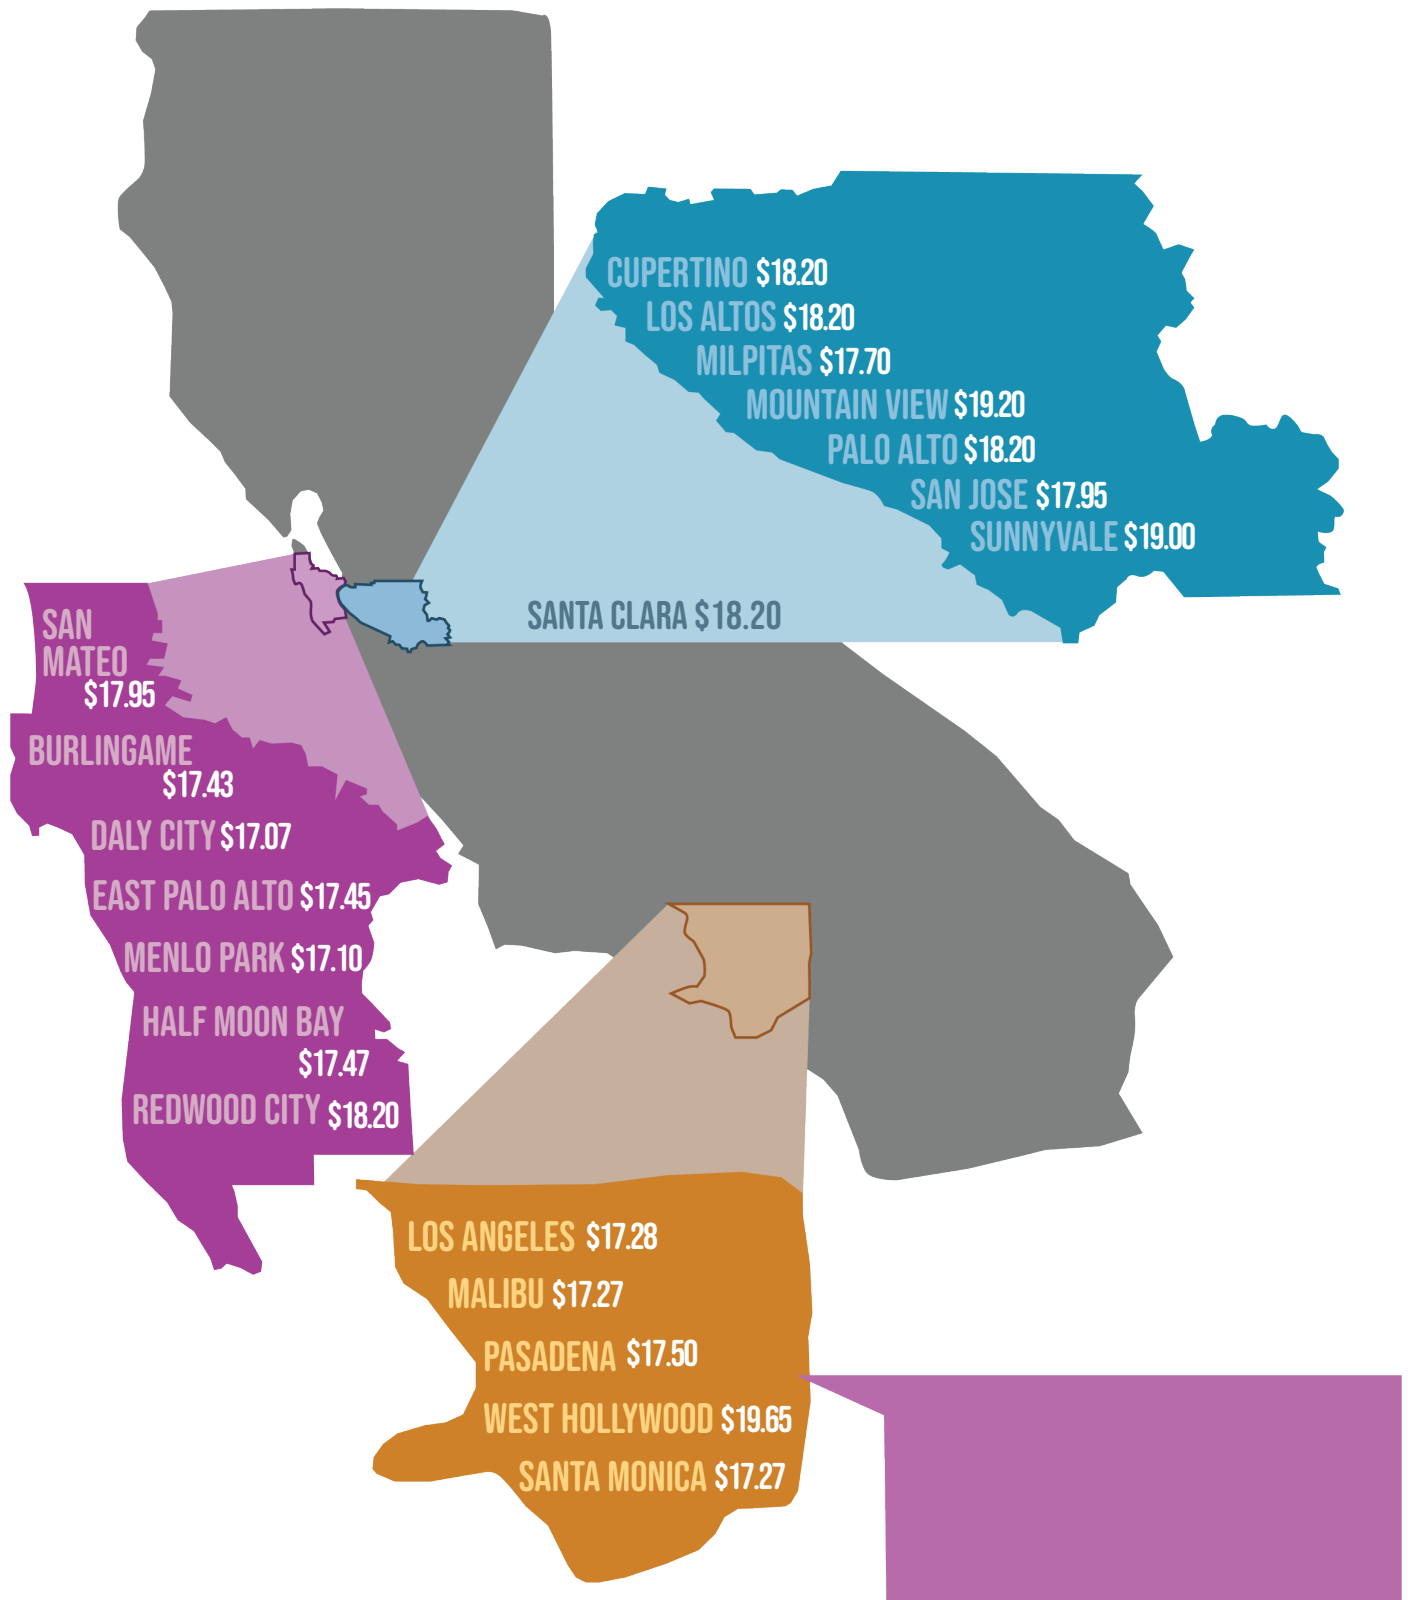 CUPERTINO $18.20
LOS ALTOS $18.20
MILPITAS $17.70
MOUNTAIN VIEW $19.20
PALO ALTO $18.20
SAN JOSE $17.95
SUNNYVALE $19.00
SANTA CLARA $18.20
SAN
MATEO
$17.95
BURLINGAME
$17.43
DALY CITY $17.07
EAST PALO ALTO $17.45
MENLO PARK $17.10
HALF MOON BAY
$17.47
REDWOOD CITY $18.20
LOS ANGELES $17.28
MALIBU $17.27
PASADENA $17.50
WEST HOLLYWOOD $19.65
SANTA MONICA $17.27